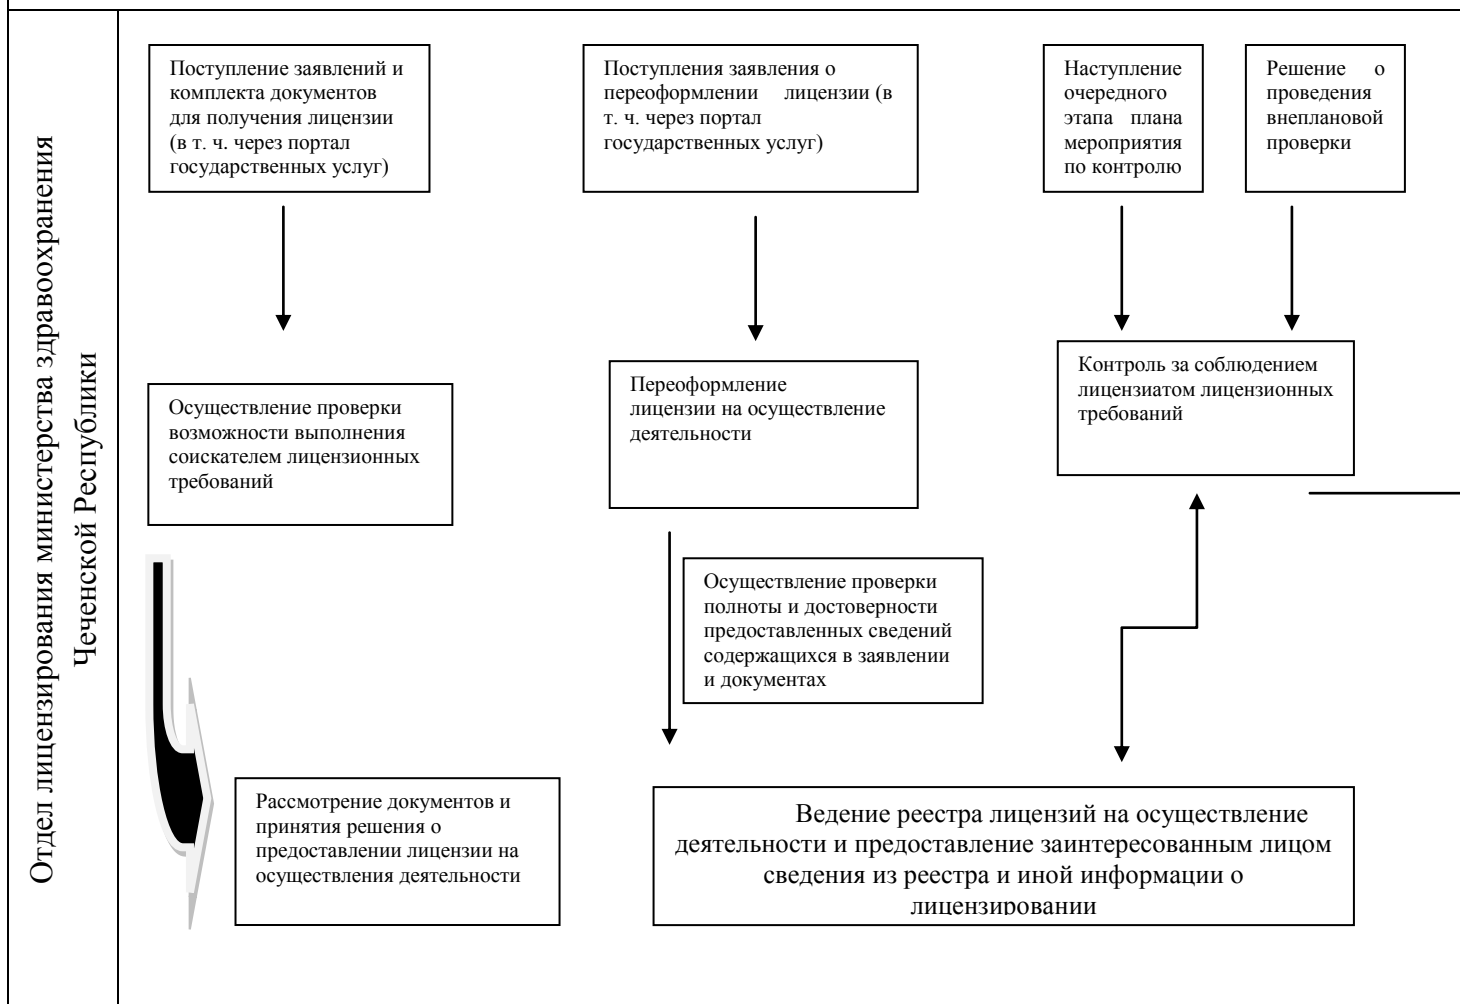 Отдел лицензирования министерства здравоохранения
Чеченской Республики
Поступление заявлений и
комплекта документов
для получения лицензии
(в т. ч. через портал
государственных услуг)
Поступления заявления о
переоформлении лицензии (в
т. ч. через портал
государственных услуг)
Наступление
очередного
этапа плана
мероприятия
по контролю
Решение о
проведения
внеплановой
проверки
Осуществление проверки
возможности выполнения
соискателем лицензионных
требований
Переоформление
лицензии на осуществление
деятельности
Контроль за соблюдением
лицензиатом лицензионных
требований
Осуществление проверки
полноты и достоверности
предоставленных сведений
содержащихся в заявлении
и документах
Рассмотрение документов и
принятия решения о
предоставлении лицензии на
осуществления деятельности
Ведение реестра лицензий на осуществление
деятельности и предоставление заинтересованным лицом
сведения из реестра и иной информации о
лицензировании